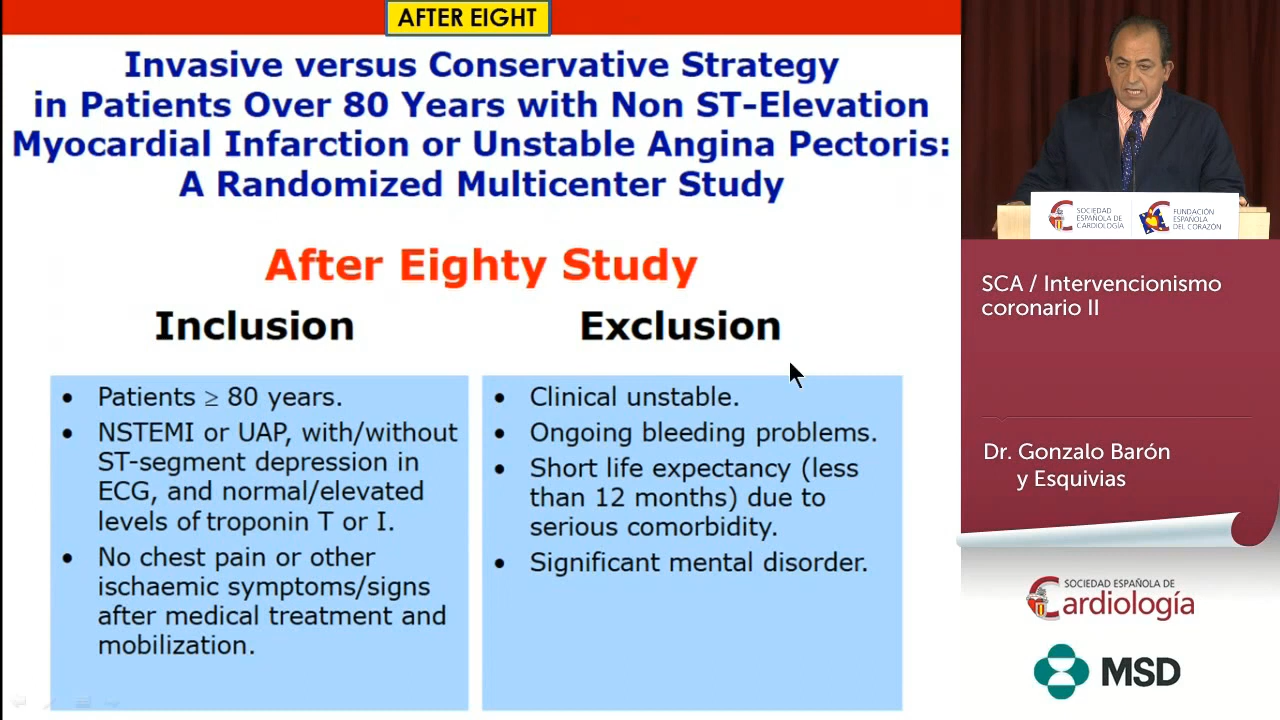 AFTER EIGHT
Invasive versus Conservative Strategy
in Patients Over 80 Years with Non ST-Elevation
Myocardial Infarction or Unstable Angina Pectoris:
A Randomized Multicenter Study
After Eighty Study
Inclusion
• Patients ≥ 80 years.
• NSTEMI or UAP, with/without
ST-segment depression in
ECG, and normal/elevated
levels of troponin T or I.
• No chest pain or other
ischaemic symptoms/signs
after medical treatment and
mobilization.
Exclusion
• Clinical unstable.
• Ongoing bleeding problems.
• Short life expectancy (less
than 12 months) due to
serious comorbidity.
• Significant mental disorder.
SOCIEDAD
ESPAÑOLA DE
CARDIOLOGÍA
FUNDACIÓN
ESPAÑOLA
DEL CORAZÓN
SCA / Intervencionismo
coronario II
Dr. Gonzalo Barón
y Esquivias
SOCIEDAD ESPAÑOLA DE
Cardiología
MSD